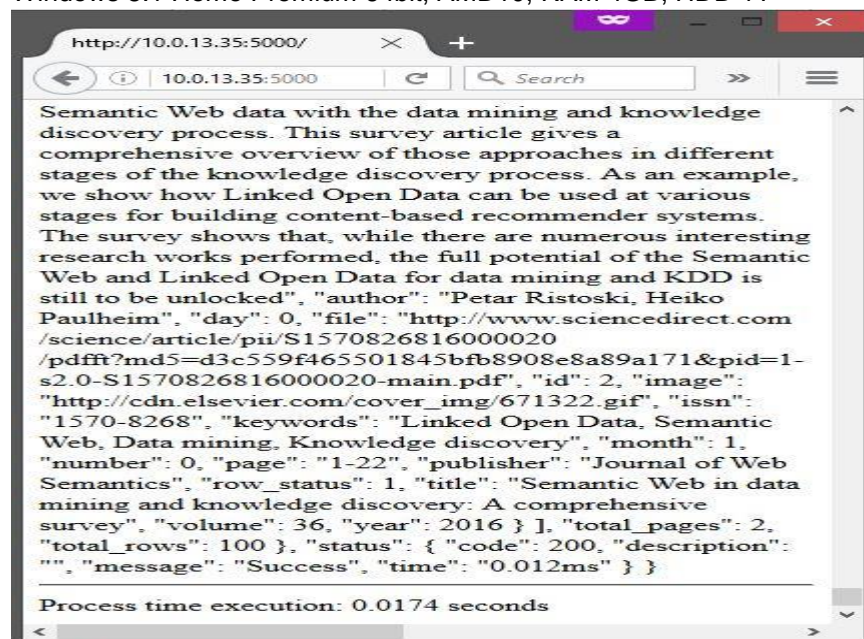 http://10.0.13.35:5000/
10.0.13.35:5000 Search
Semantic Web data with the data mining and knowledge
discovery process. This survey article gives a
comprehensive overview of those approaches in different
stages of the knowledge discovery process. As an example,
we show how Linked Open Data can be used at various
stages for building content-based recommender systems.
The survey shows that, while there are numerous interesting
research works performed, the full potential of the Semantic
Web and Linked Open Data for data mining and KDD is
still to be unlocked", "author": "Petar Ristoski, Heiko
Paulheim", "day": 0, "file": "http://www.sciencedirect.com
/science/article/pii/S1570826816000020
/pdfft?md5=d3c559f465501845bfb8908e8a89a171&pid=1-
s2.0-S1570826816000020-main.pdf", "id": 2, "image":
"http://cdn.elsevier.com/cover_img/671322.gif", "issn":
"1570-8268", "keywords": "Linked Open Data, Semantic
Web, Data mining, Knowledge discovery", "month": 1,
"number": 0, "page": "1-22", "publisher": "Journal of Web
Semantics", "row_status": 1, "title": "Semantic Web in data
mining and knowledge discovery: A comprehensive
survey", "volume": 36, "year": 2016 } ], "total_pages": 2,
"total_rows": 100 }, "status": { "code": 200, "description":
"", "message": "Success", "time": "0.012ms" } }
Process time execution: 0.0174 seconds